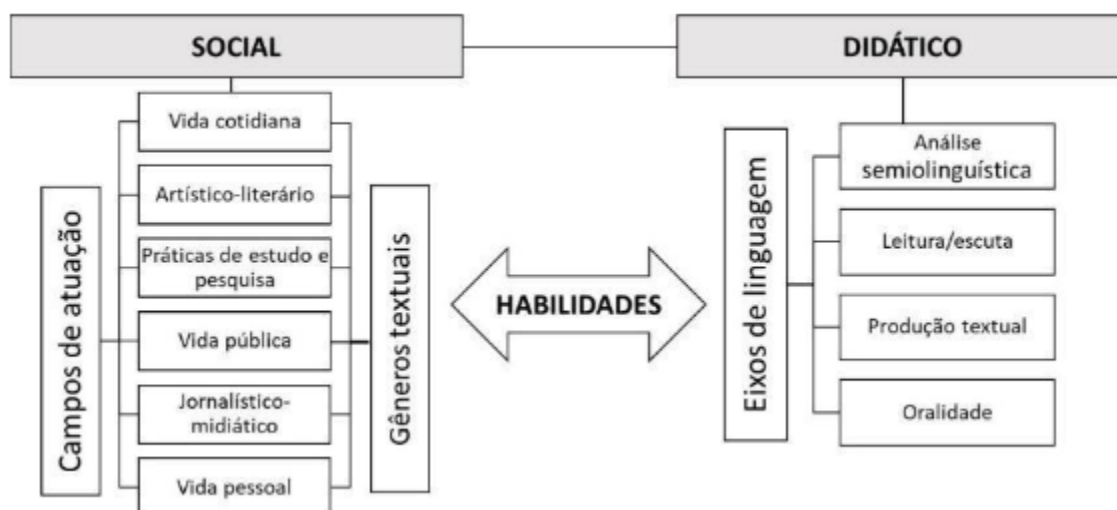 SOCIAL
DIDÁTICO
Campos de atuação
Vida cotidiana
Artístico-literário
Práticas de estudo e
pesquisa
Vida pública
Jornalístico-
midiático
Vida pessoal
Gêneros textuais
HABILIDADES
Eixos de linguagem
Análise
semiolinguística
Leitura/escuta
Produção textual
Oralidade